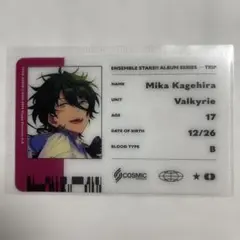 ENSEMBLE STARS!! ALBUM SERIES — TRIP
NAME Mika Kagehira
UNIT Valkyrie
AGE 17
DATE OF BIRTH 12/26
BLOOD TYPE B
COSMIC